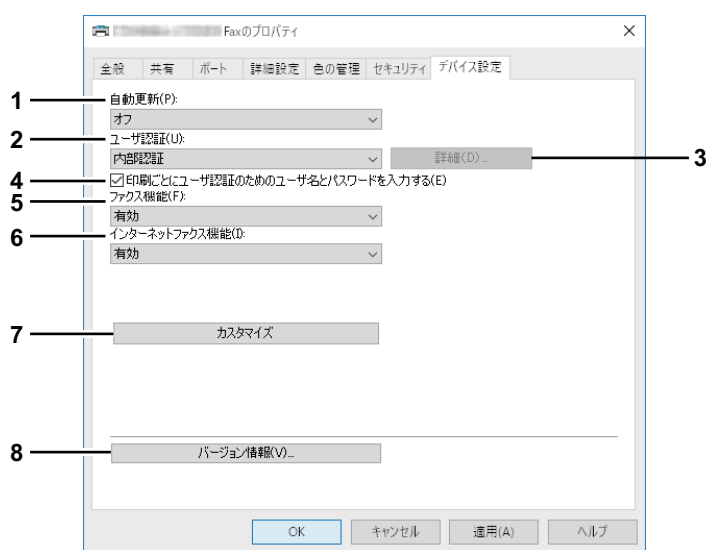 Faxのプロパティ
全般 共有 ポート 詳細設定 色の管理 セキュリティ デバイス設定
1 自動更新(P):
オフ
2 ユーザ認証(U):
内部認証 詳細(D)... 3
4 印刷ごとにユーザ認証のためのユーザ名とパスワードを入力する(E)
5 ファクス機能(F):
有効
6 インターネットファクス機能(I):
有効
7 カスタマイズ
8 バージョン情報(V)...
OK キャンセル 適用(A) ヘルプ